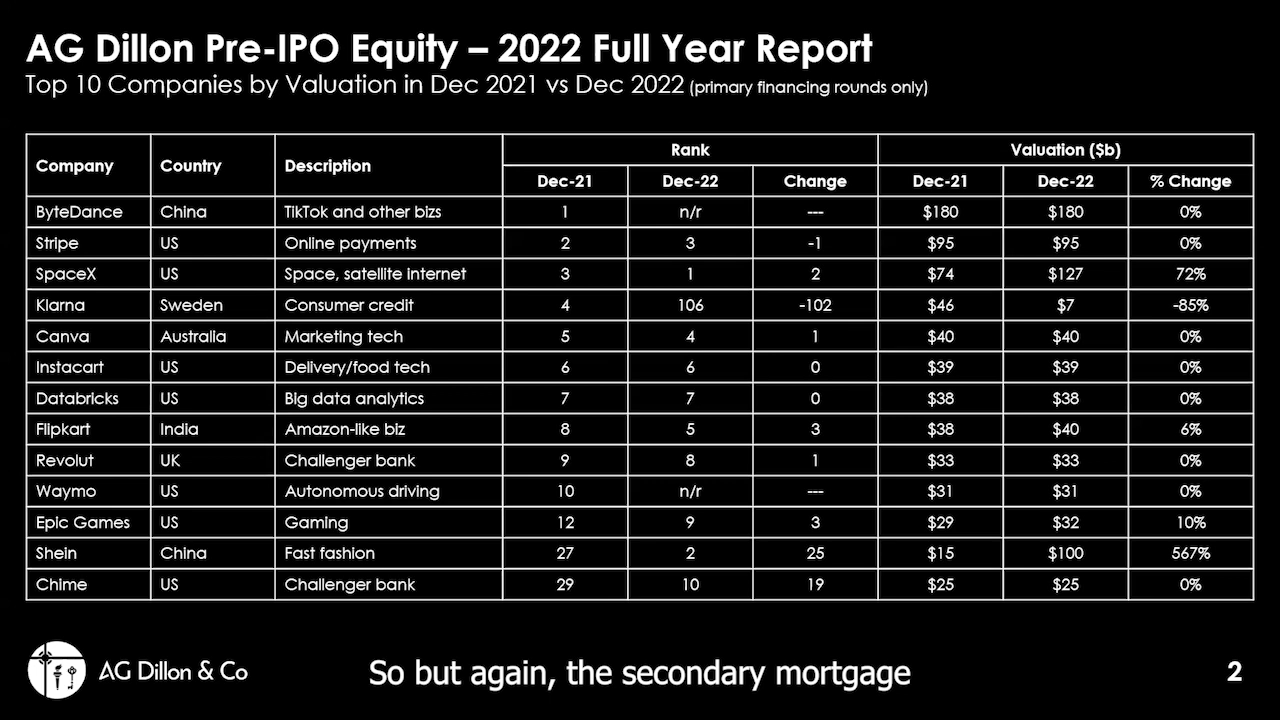 AG Dillon Pre-IPO Equity – 2022 Full Year Report
Top 10 Companies by Valuation in Dec 2021 vs Dec 2022 (primary financing rounds only)
Company Country Description Rank Valuation ($b)
Dec-21 Dec-22 Change Dec-21 Dec-22 % Change
ByteDance China TikTok and other bizs 1 n/r --- $180 $180 0%
Stripe US Online payments 2 3 -1 $95 $95 0%
SpaceX US Space, satellite internet 3 1 2 $74 $127 72%
Klarna Sweden Consumer credit 4 106 -102 $46 $7 -85%
Canva Australia Marketing tech 5 4 1 $40 $40 0%
Instacart US Delivery/food tech 6 6 0 $39 $39 0%
Databricks US Big data analytics 7 7 0 $38 $38 0%
Flipkart India Amazon-like biz 8 5 3 $38 $40 6%
Revolut UK Challenger bank 9 8 1 $33 $33 0%
Waymo US Autonomous driving 10 n/r --- $31 $31 0%
Epic Games US Gaming 12 9 3 $29 $32 10%
Shein China Fast fashion 27 2 25 $15 $100 567%
Chime US Challenger bank 29 10 19 $25 $25 0%
AG Dillon & Co
So but again, the secondary mortgage
2